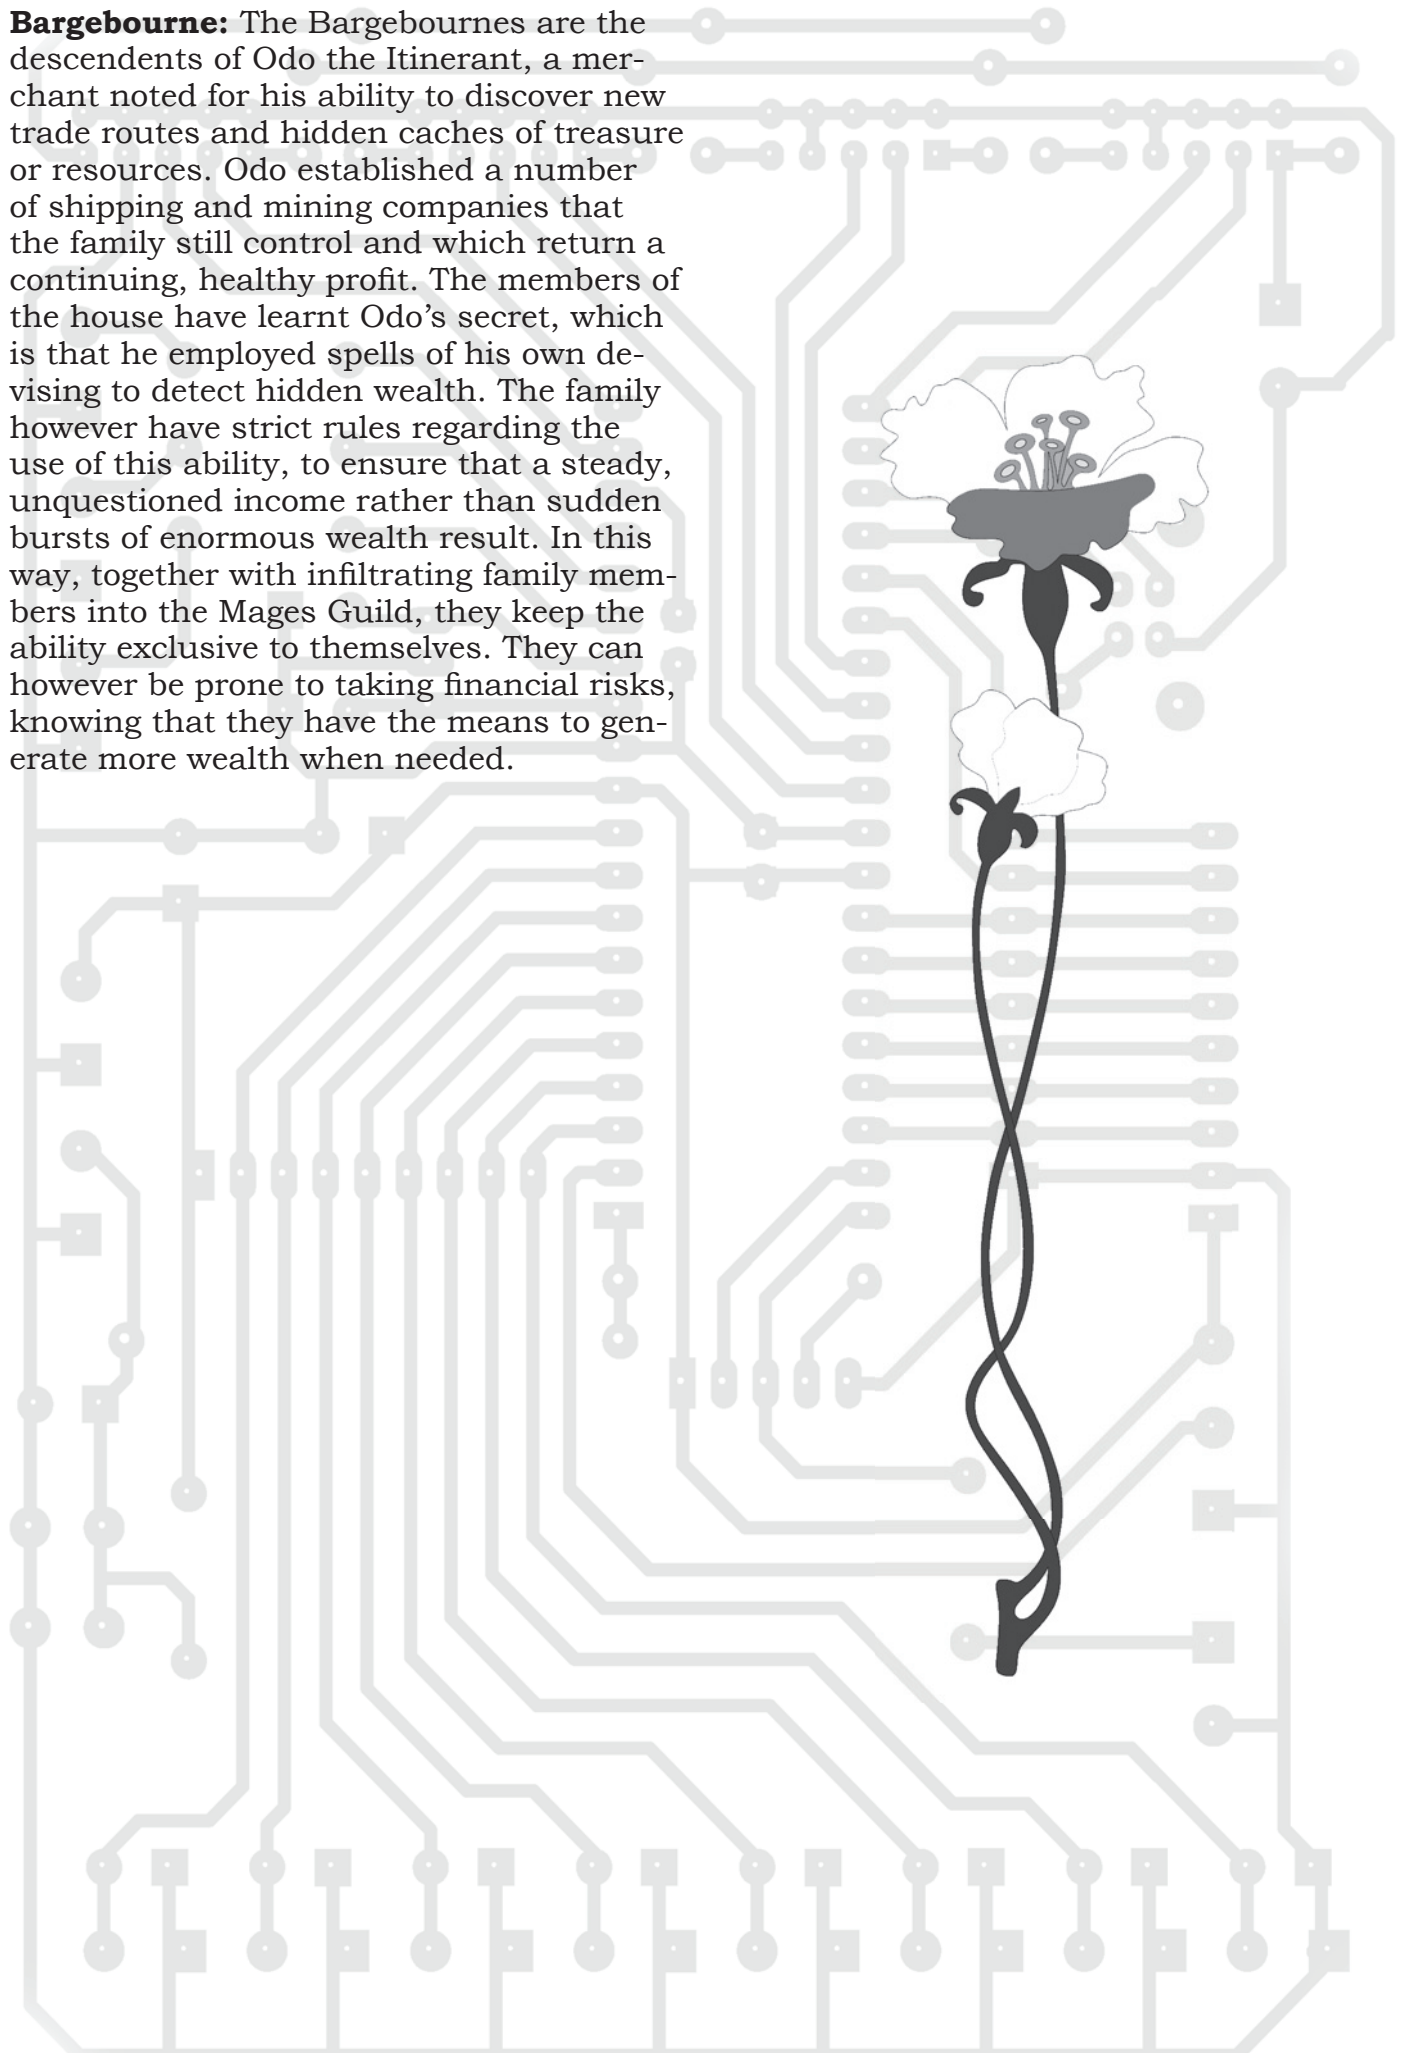 Bargebourne: The Bargebournes are the
descendents of Odo the Itinerant, a mer-
chant noted for his ability to discover new
trade routes and hidden caches of treasure
or resources. Odo established a number
of shipping and mining companies that
the family still control and which return a
continuing, healthy profit. The members of
the house have learnt Odo’s secret, which
is that he employed spells of his own de-
vising to detect hidden wealth. The family
however have strict rules regarding the
use of this ability, to ensure that a steady,
unquestioned income rather than sudden
bursts of enormous wealth result. In this
way, together with infiltrating family mem-
bers into the Mages Guild, they keep the
ability exclusive to themselves. They can
however be prone to taking financial risks,
knowing that they have the means to gen-
erate more wealth when needed.